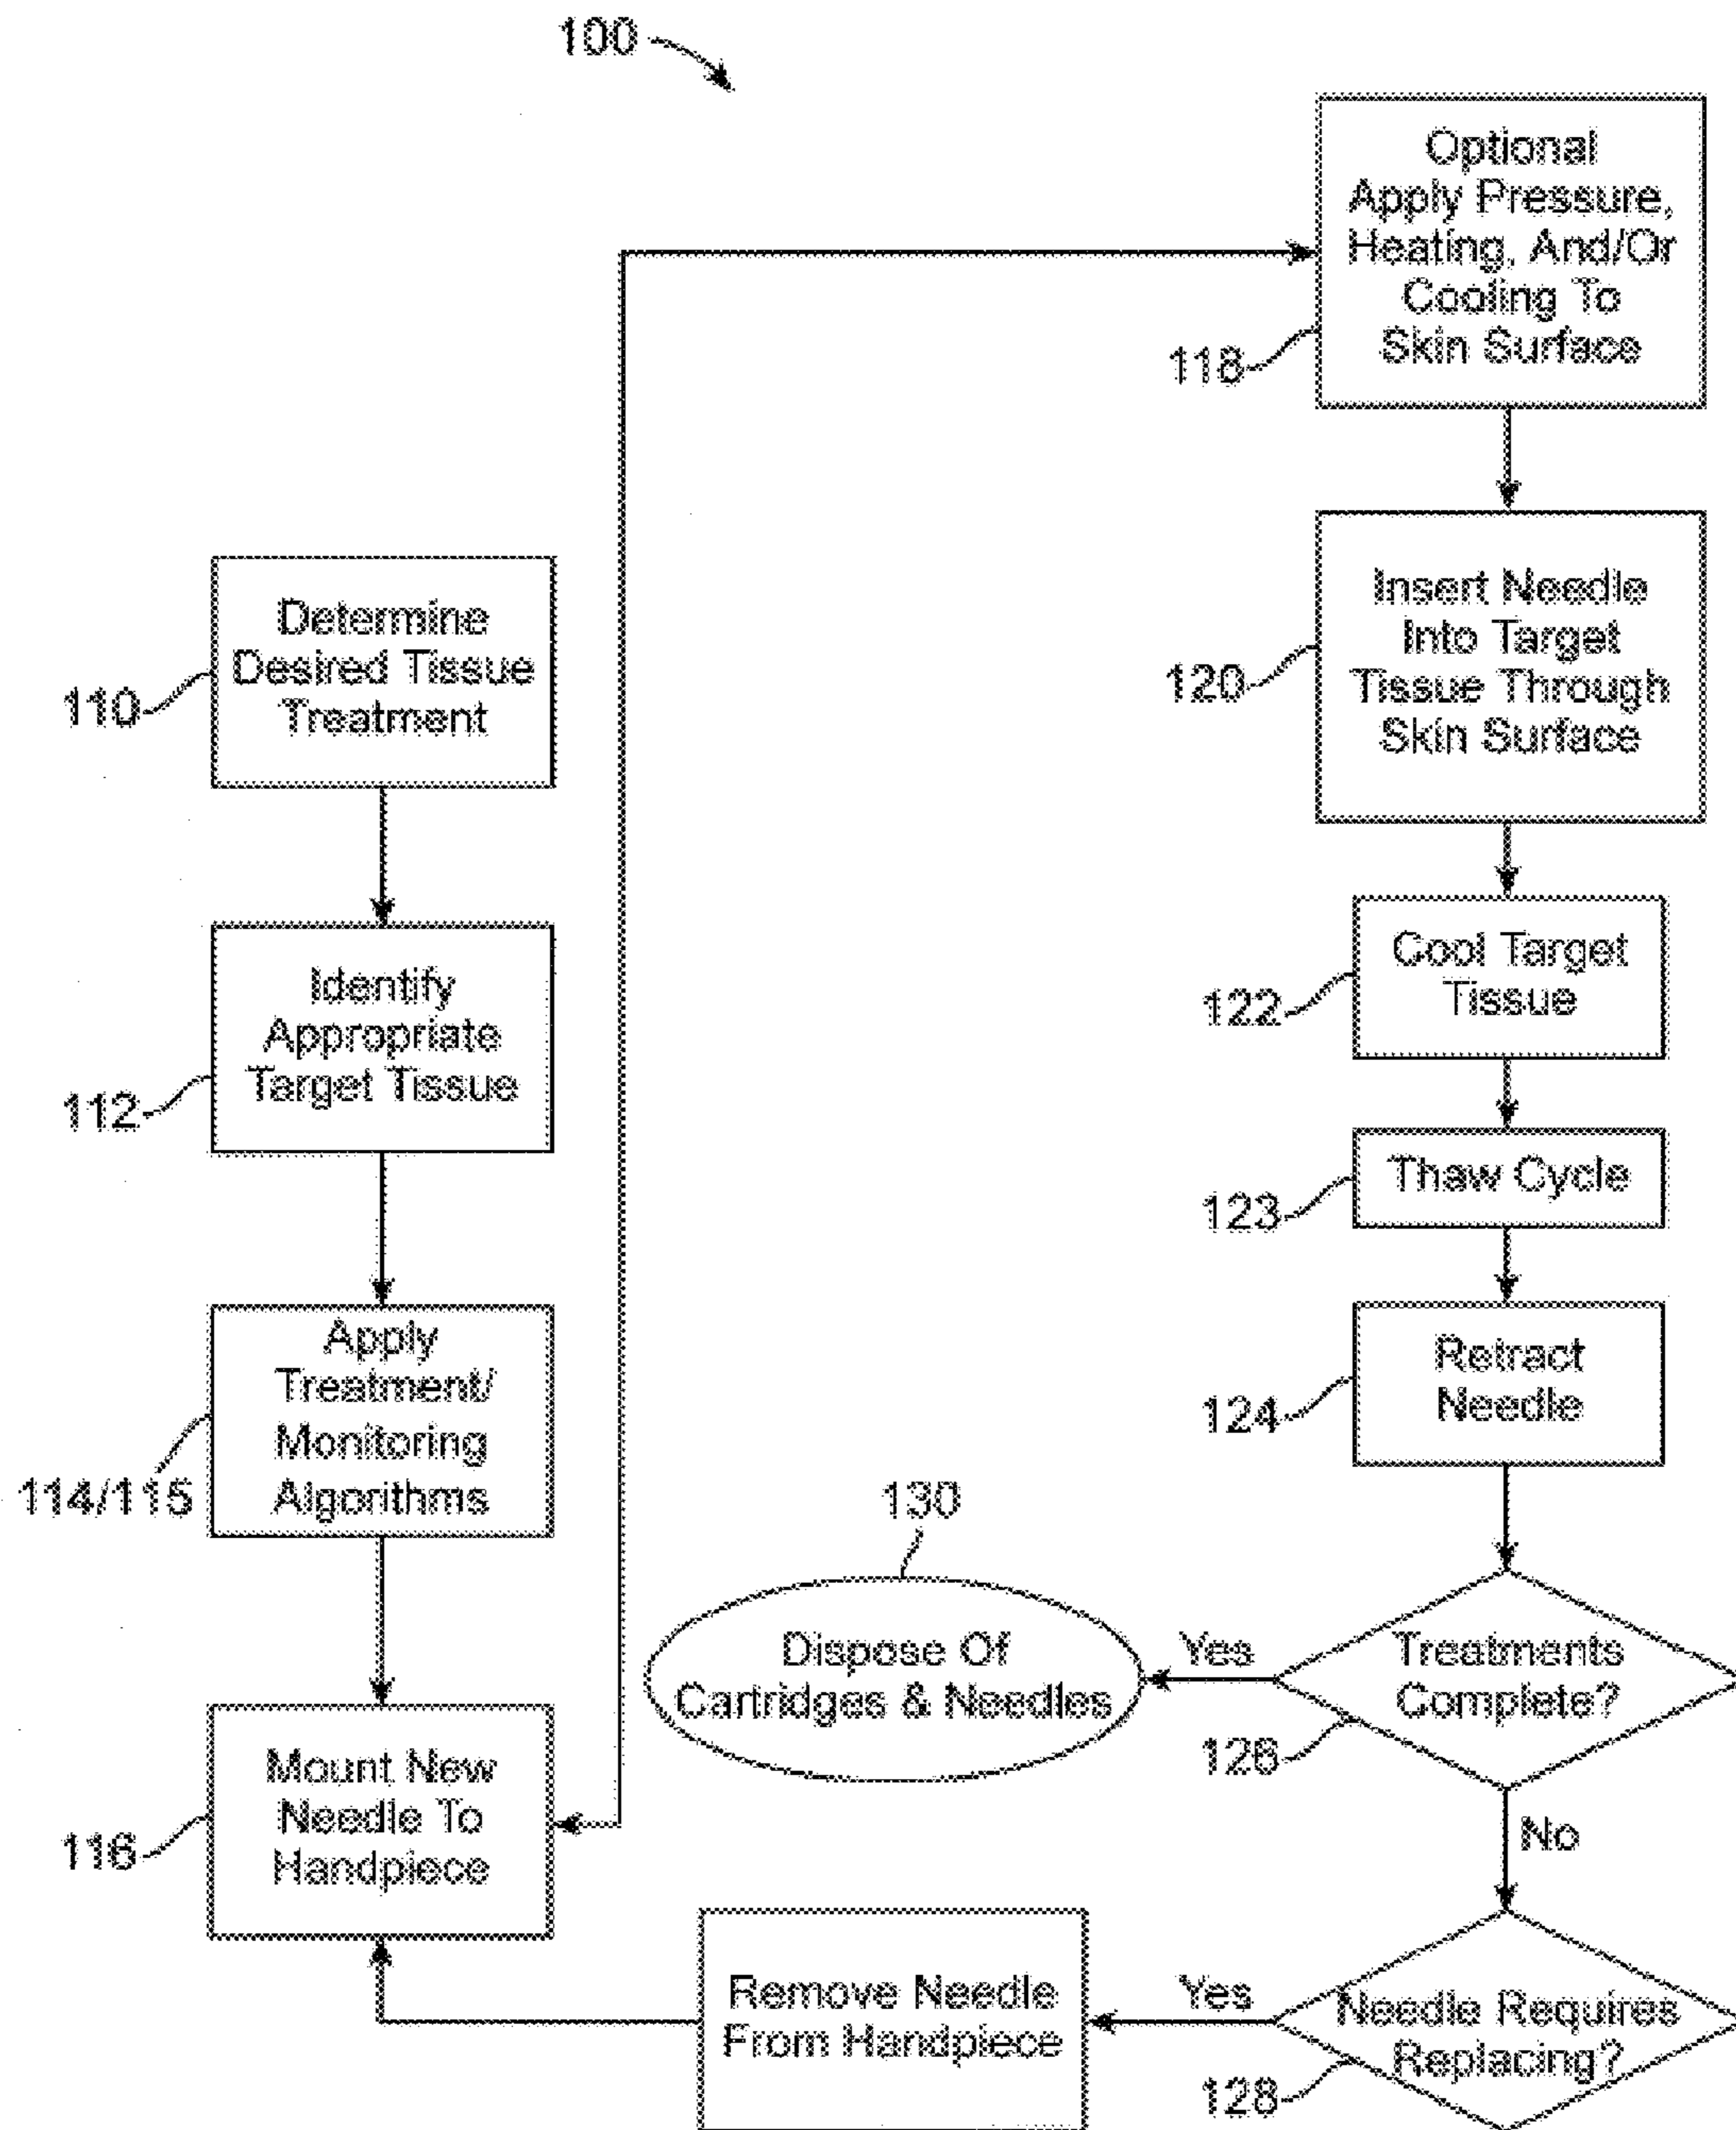 100
Optional
Apply Pressure,
Heating, And/Or
Cooling To
Skin Surface
118
Determine
Desired Tissue
Treatment
110
Insert Needle
Into Target
Tissue Through
Skin Surface
120
Identify
Appropriate
Target Tissue
112
Cool Target
Tissue
122
Thaw Cycle
123
Apply
Treatment/
Monitoring
Algorithms
114/115
Retract
Needle
124
130
Dispose Of
Cartridges & Needles
Yes
Treatments
Complete?
126
Mount New
Needle To
Handpiece
116
No
Remove Needle
From Handpiece
Yes
Needle Requires
Replacing?
128